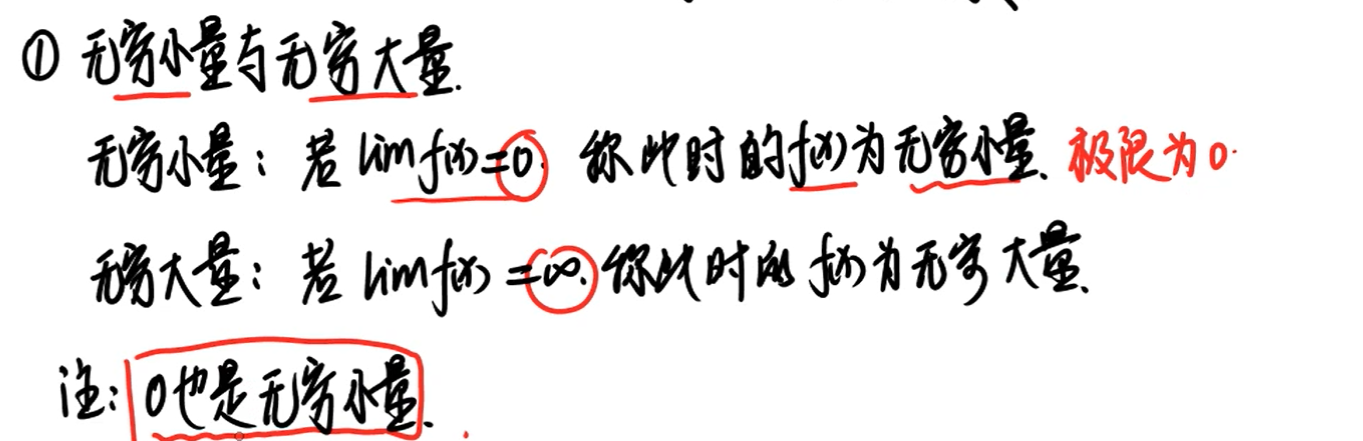 ① 无穷小量与无穷大量.
无穷小量：若 lim f(x)=0. 称此时的f(x)为无穷小量. 极限为0.
无穷大量：若 lim f(x)=∞. 称此时的 f(x)为无穷大量.
注：0也是无穷小量.